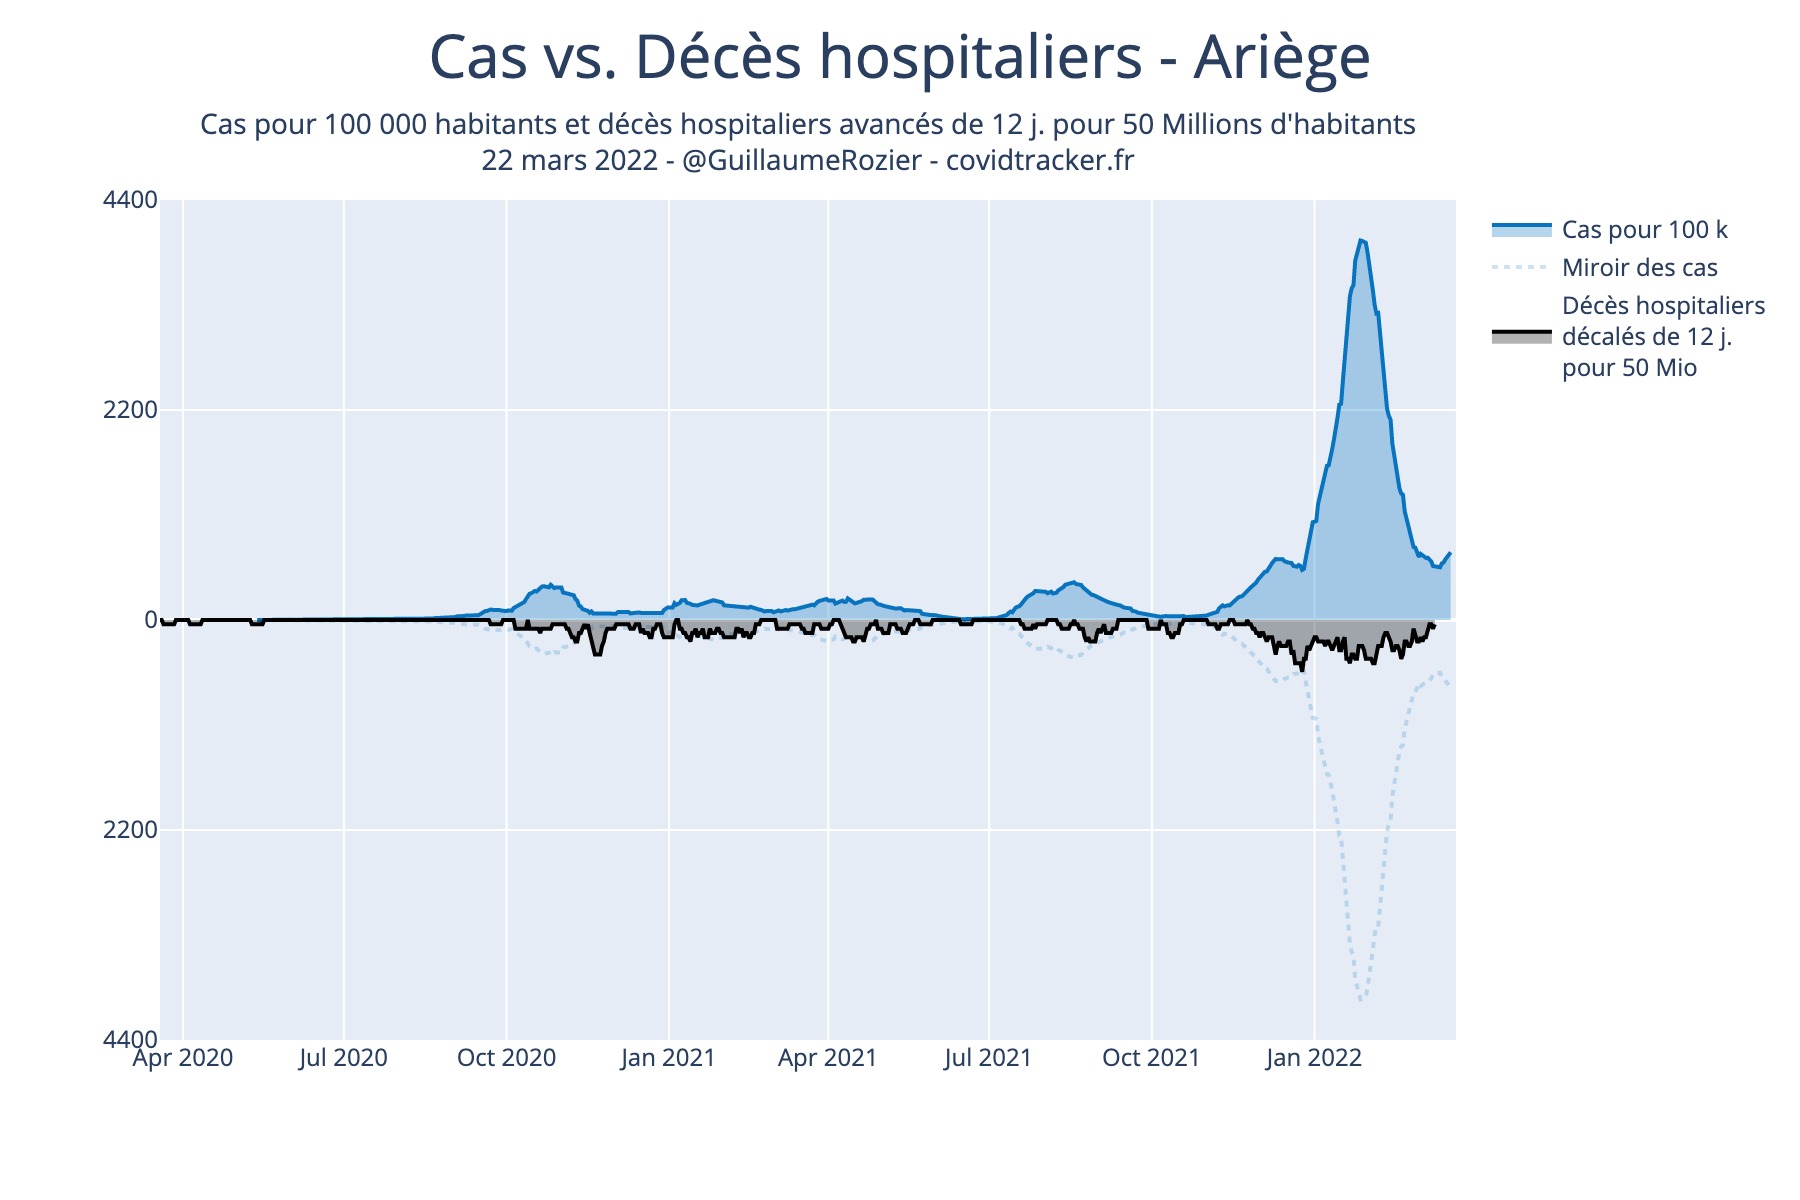 Cas vs. Décès hospitaliers - Ariège
Cas pour 100 000 habitants et décès hospitaliers avancés de 12 j. pour 50 Millions d'habitants
22 mars 2022 - @GuillaumeRozier - covidtracker.fr
4400
2200
0
2200
4400
Apr 2020
Jul 2020
Oct 2020
Jan 2021
Apr 2021
Jul 2021
Oct 2021
Jan 2022
Cas pour 100 k
Miroir des cas
Décès hospitaliers
décalés de 12 j.
pour 50 Mio